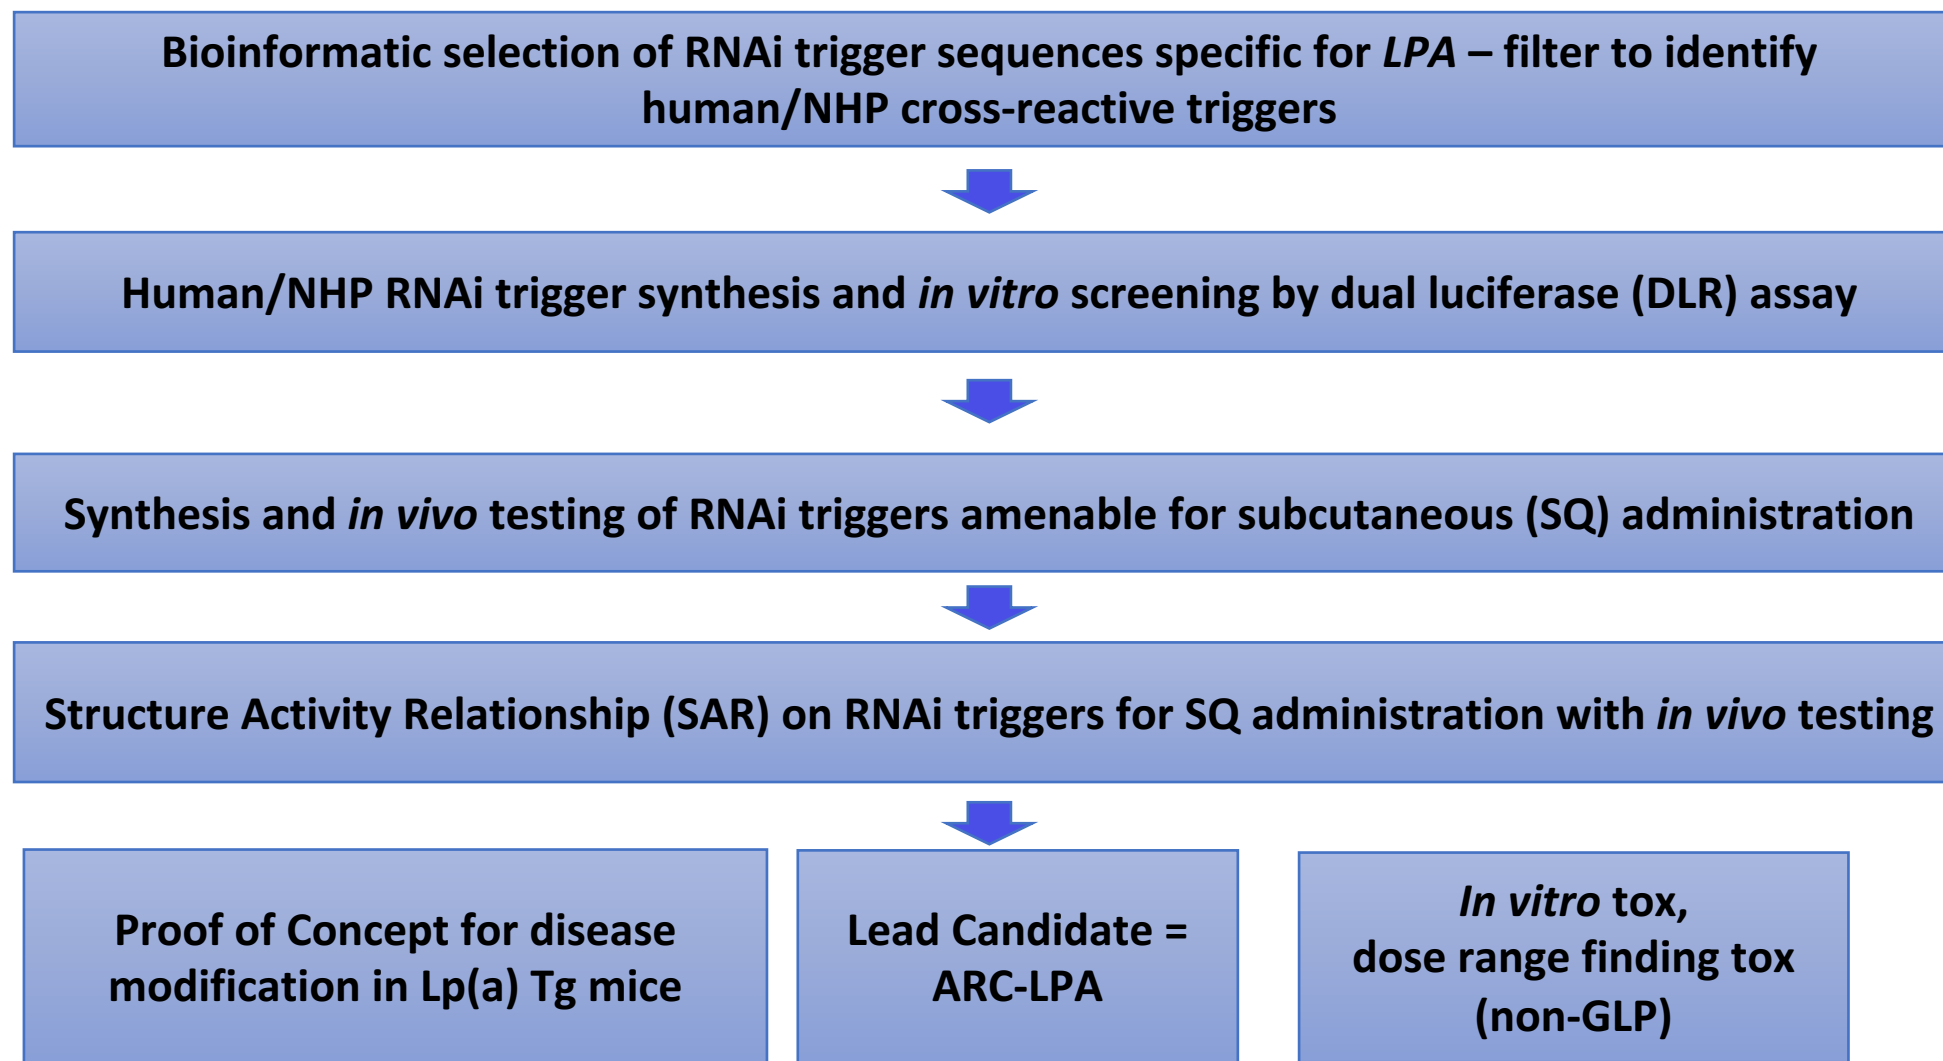 Bioinformatic selection of RNAi trigger sequences specific for LPA – filter to identify
human/NHP cross-reactive triggers
Human/NHP RNAi trigger synthesis and in vitro screening by dual luciferase (DLR) assay
Synthesis and in vivo testing of RNAi triggers amenable for subcutaneous (SQ) administration
Structure Activity Relationship (SAR) on RNAi triggers for SQ administration with in vivo testing
Proof of Concept for disease
modification in Lp(a) Tg mice
Lead Candidate =
ARC-LPA
In vitro tox,
dose range finding tox
(non-GLP)